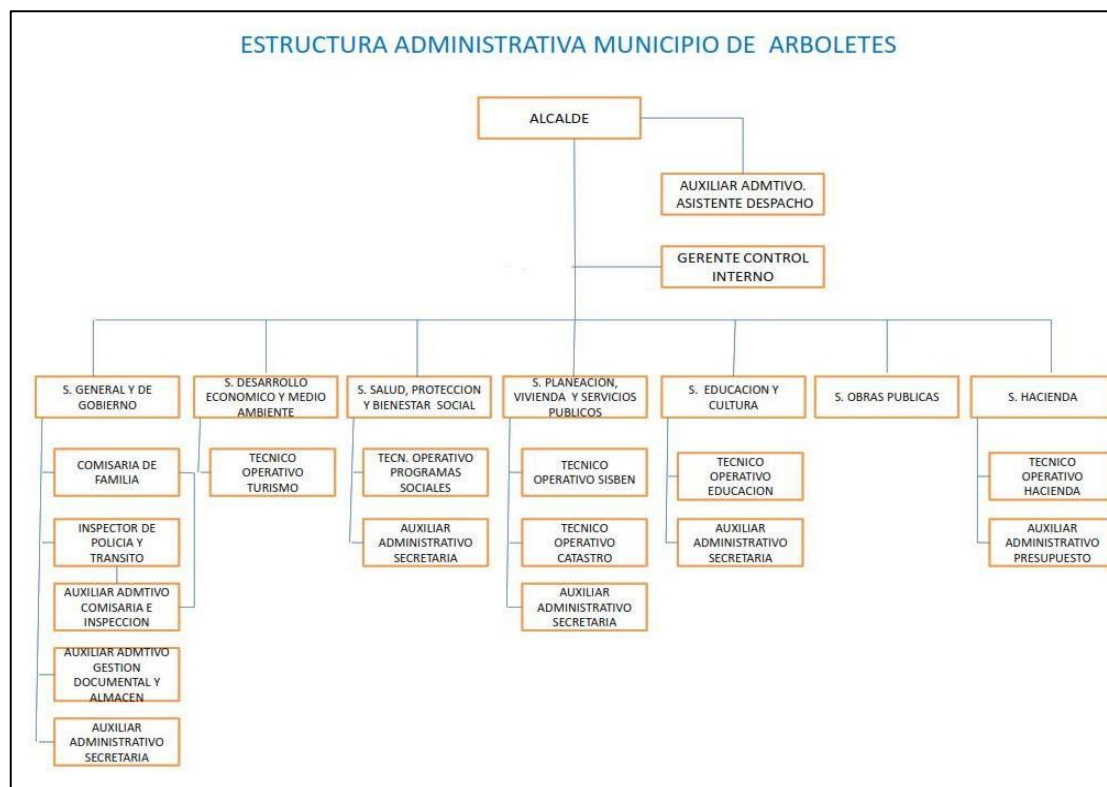 ESTRUCTURA ADMINISTRATIVA MUNICIPIO DE ARBOLETES
ALCALDE
AUXILIAR ADMTIVO.
ASISTENTE DESPACHO
GERENTE CONTROL
INTERNO
S. GENERAL Y DE
GOBIERNO
S. DESARROLLO
ECONOMICO Y MEDIO
AMBIENTE
S. SALUD, PROTECCION
Y BIENESTAR SOCIAL
S. PLANEACION,
VIVIENDA Y SERVICIOS
PUBLICOS
S. EDUCACION Y
CULTURA
S. OBRAS PUBLICAS
S. HACIENDA
COMISARIA DE
FAMILIA
INSPECTOR DE
POLICIA Y
TRANSITO
AUXILIAR ADMTIVO
COMISARIA E
INSPECCION
AUXILIAR ADMTIVO
GESTION
DOCUMENTAL Y
ALMACEN
AUXILIAR
ADMINISTRATIVO
SECRETARIA
TECNICO
OPERATIVO
TURISMO
TECN. OPERATIVO
PROGRAMAS
SOCIALES
AUXILIAR
ADMINISTRATIVO
SECRETARIA
TECNICO
OPERATIVO SISBEN
TECNICO
OPERATIVO
CATASTRO
AUXILIAR
ADMINISTRATIVO
SECRETARIA
TECNICO
OPERATIVO
EDUCACION
AUXILIAR
ADMINISTRATIVO
SECRETARIA
TECNICO
OPERATIVO
HACIENDA
AUXILIAR
ADMINISTRATIVO
PRESUPUESTO